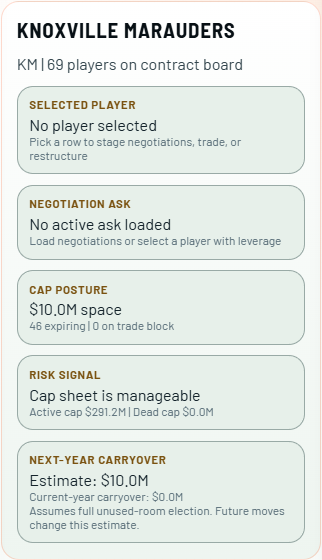 KNOXVILLE MARAUDERS
KM | 69 players on contract board
SELECTED PLAYER
No player selected
Pick a row to stage negotiations, trade, or
restructure
NEGOTIATION ASK
No active ask loaded
Load negotiations or select a player with leverage
CAP POSTURE
$10.0M space
46 expiring | 0 on trade block
RISK SIGNAL
Cap sheet is manageable
Active cap $291.2M | Dead cap $0.0M
NEXT-YEAR CARRYOVER
Estimate: $10.0M
Current-year carryover: $0.0M
Assumes full unused-room election. Future moves
change this estimate.